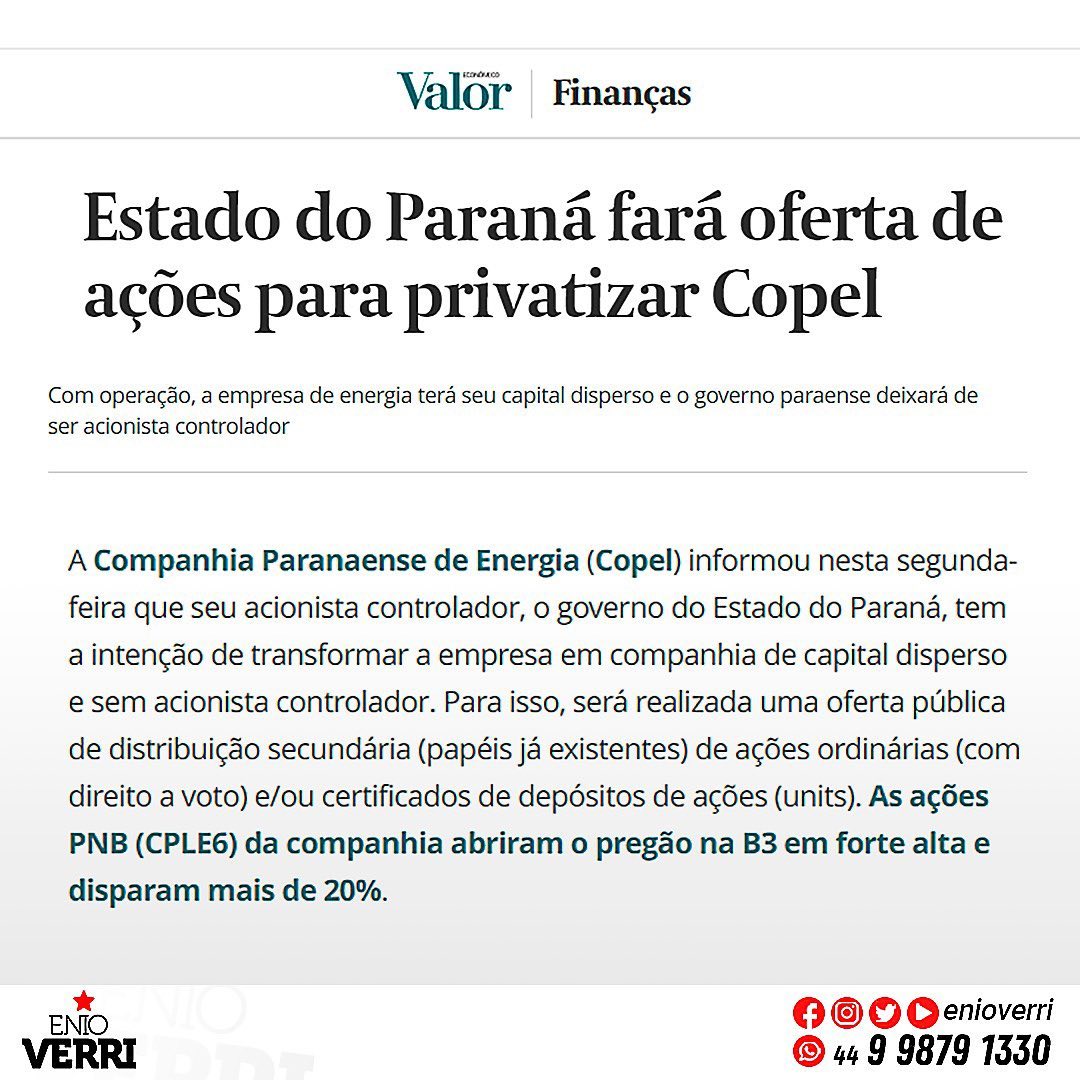 Valor ECONÔMICO | Finanças
Estado do Paraná fará oferta de
ações para privatizar Copel
Com operação, a empresa de energia terá seu capital disperso e o governo paraense deixará de
ser acionista controlador
A Companhia Paranaense de Energia (Copel) informou nesta segunda-
feira que seu acionista controlador, o governo do Estado do Paraná, tem
a intenção de transformar a empresa em companhia de capital disperso
e sem acionista controlador. Para isso, será realizada uma oferta pública
de distribuição secundária (papéis já existentes) de ações ordinárias (com
direito a voto) e/ou certificados de depósitos de ações (units). As ações
PNB (CPLE6) da companhia abriram o pregão na B3 em forte alta e
disparam mais de 20%.
ENIO
VERRI
ENIO
VERRI
enioverri
44 9 9879 1330